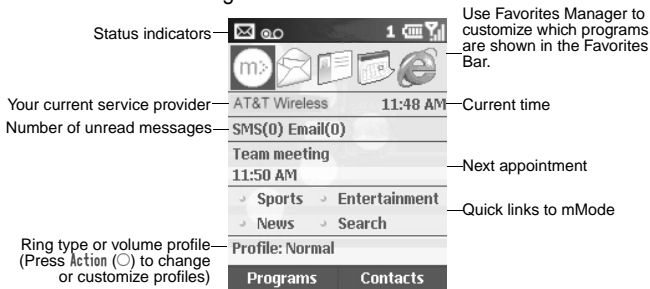 Status indicators
1
Use Favorites Manager to
customize which programs
are shown in the Favorites
Bar.
m>
Your current service provider
AT&T Wireless 11:48 AM
Current time
Number of unread messages
SMS(0) Email(0)
Team meeting
11:50 AM
Next appointment
Sports Entertainment
News Search
Quick links to mMode
Ring type or volume profile
(Press Action (○) to change
or customize profiles)
Profile: Normal
Programs Contacts